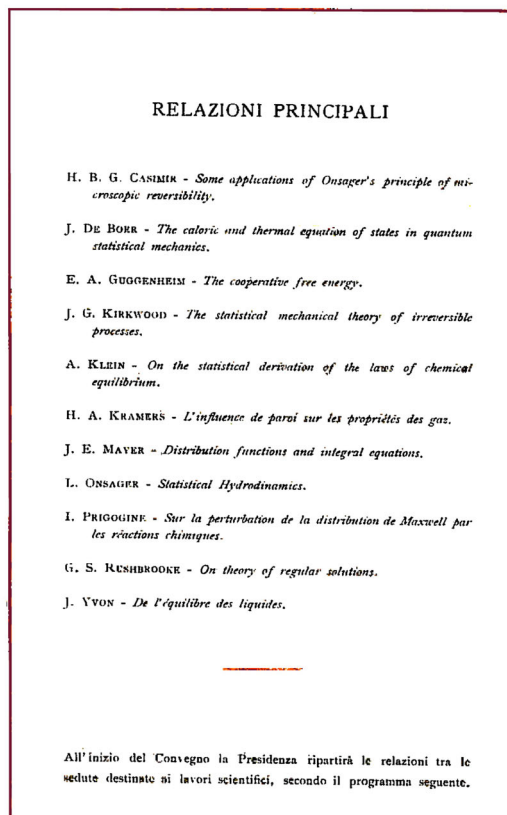 RELAZIONI PRINCIPALI
H. B. G. CASIMIR - Some applications of Onsager's principle of mi-
croscopic reversibility.
J. DE BOER - The caloric and thermal equation of states in quantum
statistical mechanics.
E. A. GUGGENHEIM - The cooperative free energy.
J. G. KIRKWOOD - The statistical mechanical theory of irreversible
processes.
A. KLEIN - On the statistical derivation of the laws of chemical
equilibrium.
H. A. KRAMERS - L'influence de paroi sur les propriétés des gaz.
J. E. MAYER - Distribution functions and integral equations.
L. ONSAGER - Statistical Hydrodinamics.
I. PRIGOGINE - Sur la perturbation de la distribution de Maxwell par
les réactions chimiques.
G. S. RUSHBROOKE - On theory of regular solutions.
J. YVON - De l'équilibre des liquides.
All'inizio del Convegno la Presidenza ripartirà le relazioni tra le
sedute destinate ai lavori scientifici, secondo il programma seguente.